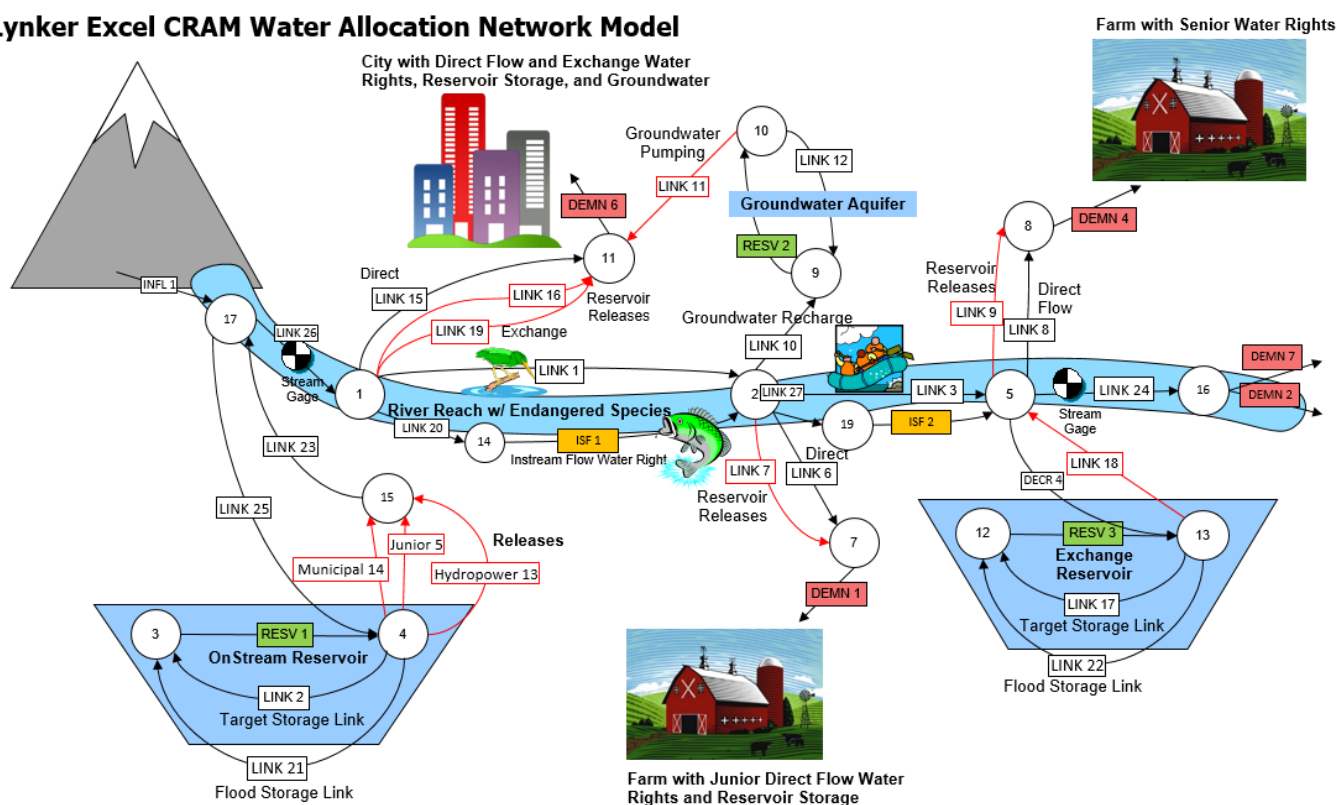 Lynker Excel CRAM Water Allocation Network Model
Farm with Senior Water Rights
City with Direct Flow and Exchange Water
Rights, Reservoir Storage, and Groundwater
10
Groundwater
Pumping
LINK 12
LINK 11
Groundwater Aquifer
DEMN 6
DEMN 4
8
RESV 2
11
9
Direct
INFL 1
LINK 15
LINK 16
Reservoir
Releases
Reservoir
Releases
Direct
Flow
LINK 9
LINK 8
17
LINK 26
LINK 19
Exchange
Groundwater Recharge
LINK 10
Stream
Gage
LINK 1
DEMN 7
1
2
LINK 27
LINK 3
5
LINK 24
16
DEMN 2
River Reach w/ Endangered Species
Stream
Gage
LINK 20
14
ISF 1
19
ISF 2
Instream Flow Water Right
Direct
LINK 23
LINK 7
LINK 6
LINK 18
DECR 4
Reservoir
Releases
15
LINK 25
Releases
7
12
RESV 3
13
Exchange
Reservoir
Junior 5
Municipal 14
Hydropower 13
DEMN 1
LINK 17
Target Storage Link
3
RESV 1
4
OnStream Reservoir
LINK 22
Flood Storage Link
LINK 2
Target Storage Link
LINK 21
Flood Storage Link
Farm with Junior Direct Flow Water
Rights and Reservoir Storage